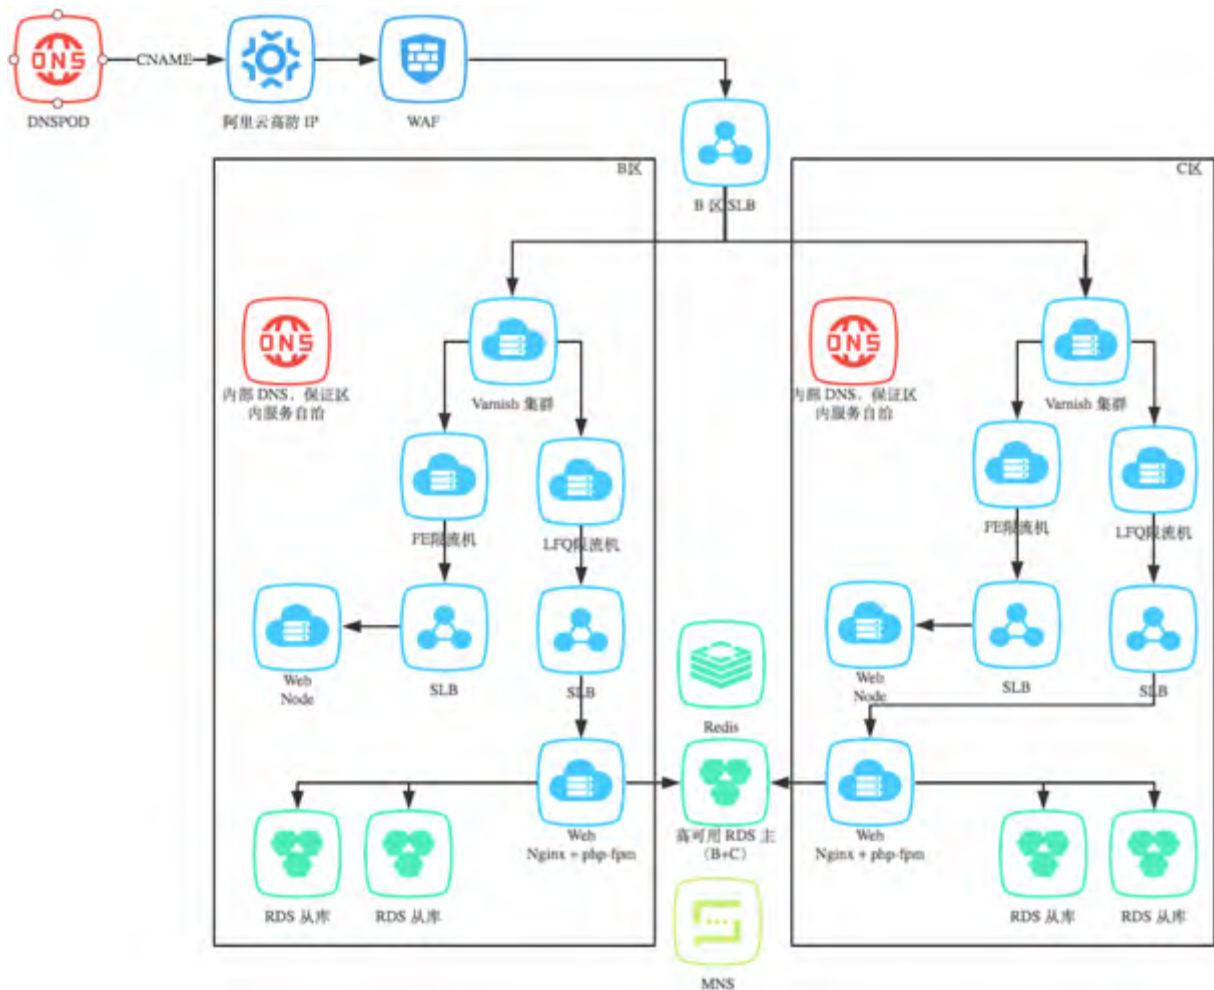 DNS
CNAME
DNSPOD
阿里云高防 IP
WAF
B区
C区
B 区 SLB
DNS
内部 DNS，保证区
内服务自治
Varnish 集群
DNS
内部 DNS，保证区
内服务自治
Varnish 集群
FE限流机
LFQ限流机
FE限流机
LFQ限流机
Web
Node
SLB
SLB
Redis
Web
Node
SLB
SLB
Web
Nginx + php-fpm
高可用 RDS 主
（B+C）
Web
Nginx + php-fpm
RDS 从库
RDS 从库
RDS 从库
RDS 从库
MNS